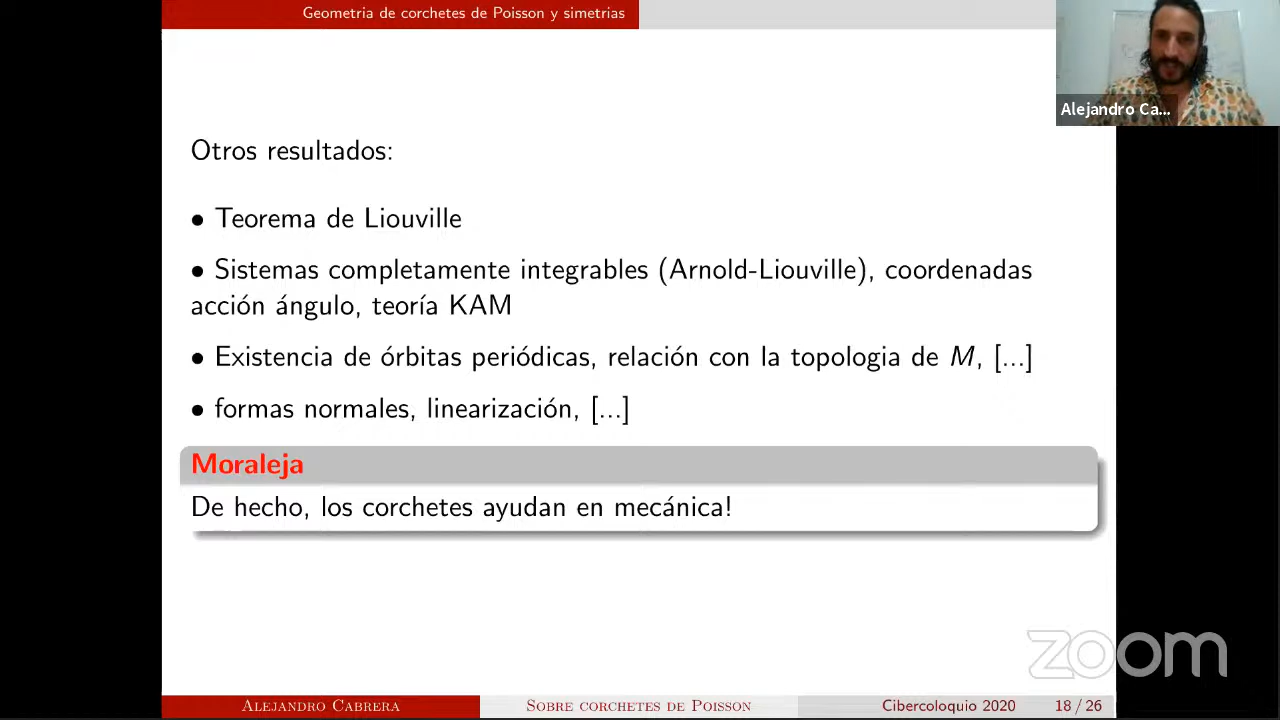 Geometria de corchetes de Poisson y simetrias
Alejandro Ca...
Otros resultados:
• Teorema de Liouville
• Sistemas completamente integrables (Arnold-Liouville), coordenadas
acción ángulo, teoría KAM
• Existencia de órbitas periódicas, relación con la topologia de M, [...]
• formas normales, linearización, [...]
Moraleja
De hecho, los corchetes ayudan en mecánica!
zoom
Alejandro Cabrera
Sobre corchetes de Poisson
Cibercoloquio 2020
18 / 26